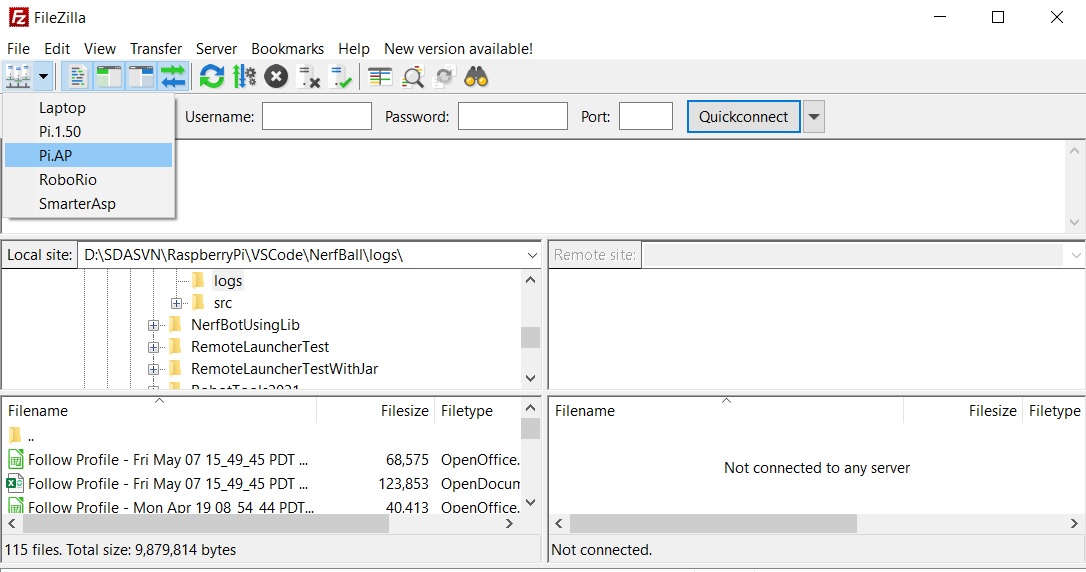 FileZilla
File Edit View Transfer Server Bookmarks Help New version available!
Laptop
Pi.1.50
Pi.AP
RoboRio
SmarterAsp
Username: Password: Port: Quickconnect
Local site: D:\SDASVN\RaspberryPi\VSCode\NerfBall\logs\
logs
src
NerfBotUsingLib
RemoteLauncherTest
RemoteLauncherTestWithJar
RobotTools2021
Filename Filesize Filetype
..
Follow Profile - Fri May 07 15_49_45 PDT ... 68,575 OpenOffice.
Follow Profile - Fri May 07 15_49_45 PDT ... 123,853 OpenDocum
Follow Profile - Mon Apr 19 08_54_44 PDT... 40,413 OpenOffice.
115 files. Total size: 9,879,814 bytes
Remote site:
Filename Filesize Filetype
Not connected to any server
Not connected.